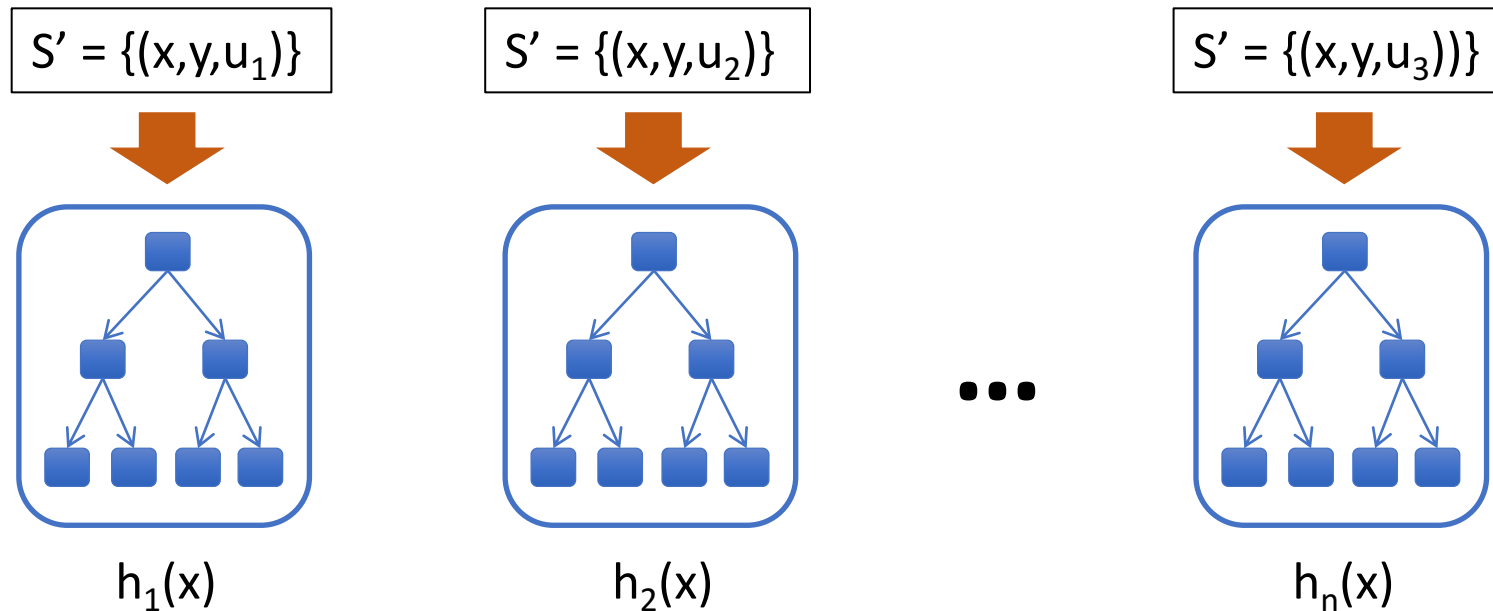 S’ = {(x,y,u₁)}
S’ = {(x,y,u₂)}
S’ = {(x,y,u₃))}
...
h₁(x)
h₂(x)
hₙ(x)